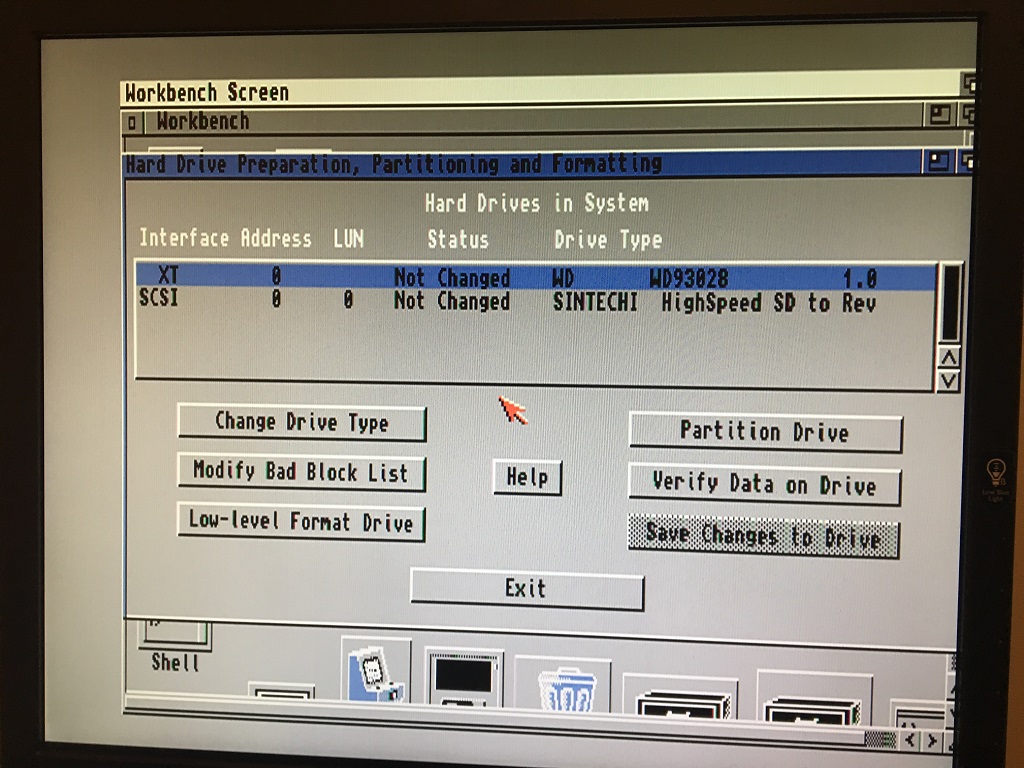 Workbench Screen
Workbench
Hard Drive Preparation, Partitioning and Formatting
Hard Drives in System
Interface Address LUN Status Drive Type
XT 0 Not Changed WD WD93028 1.0
SCSI 0 0 Not Changed SINTECHI HighSpeed SD to Rev
Change Drive Type
Partition Drive
Modify Bad Block List
Help
Verify Data on Drive
Low-level Format Drive
Save Changes to Drive
Exit
Shell
Low Blue
Light